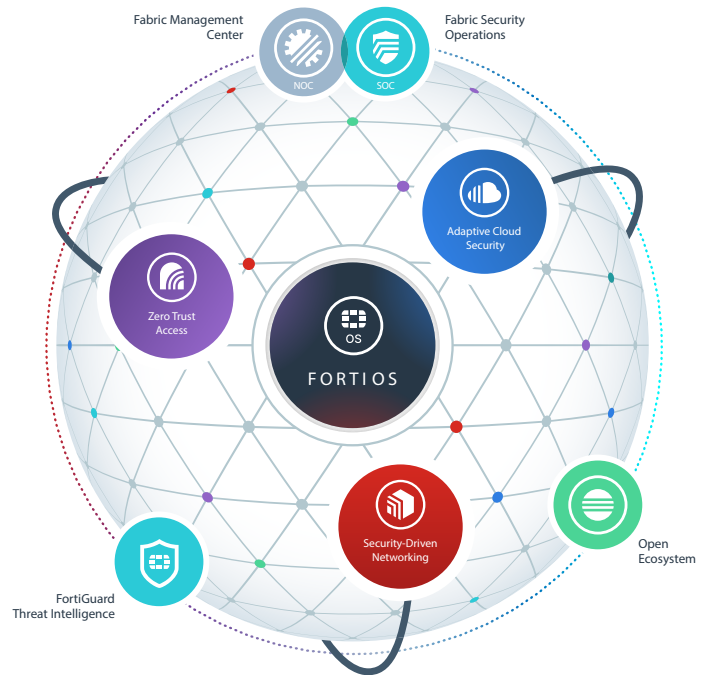 Fabric Management
Center
NOC
SOC
Fabric Security
Operations
Adaptive Cloud
Security
Zero Trust
Access
OS
FORTIOS
Security-Driven
Networking
Open
Ecosystem
FortiGuard
Threat Intelligence